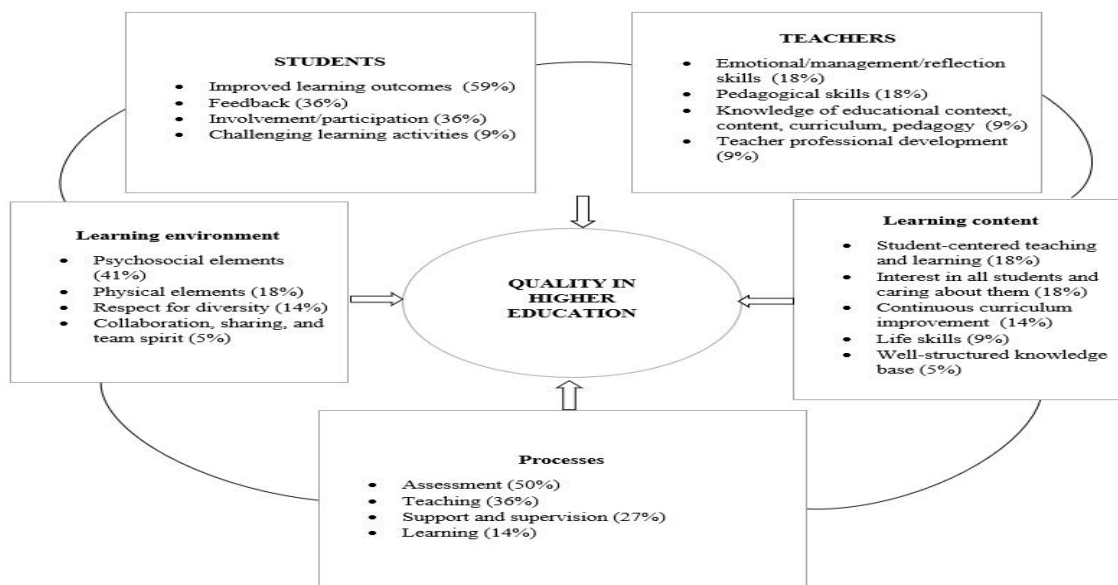 STUDENTS
• Improved learning outcomes (59%)
• Feedback (36%)
• Involvement/participation (36%)
• Challenging learning activities (9%)
TEACHERS
• Emotional/management/reflection
skills (18%)
• Pedagogical skills (18%)
• Knowledge of educational context,
content, curriculum, pedagogy (9%)
• Teacher professional development
(9%)
Learning environment
• Psychosocial elements
(41%)
• Physical elements (18%)
• Respect for diversity (14%)
• Collaboration, sharing, and
team spirit (5%)
QUALITY IN
HIGHER
EDUCATION
Learning content
• Student-centered teaching
and learning (18%)
• Interest in all students and
caring about them (18%)
• Continuous curriculum
improvement (14%)
• Life skills (9%)
• Well-structured knowledge
base (5%)
Processes
• Assessment (50%)
• Teaching (36%)
• Support and supervision (27%)
• Learning (14%)